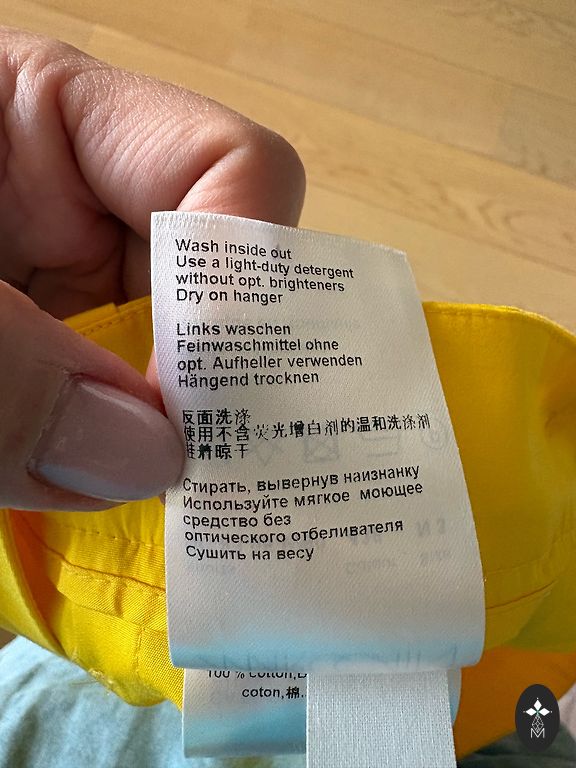 Wash inside out
Use a light-duty detergent
without opt. brighteners
Dry on hanger
Links waschen
Feinwaschmittel ohne
opt. Aufheller verwenden
Hängend trocknen
反面洗涤
使用不含荧光增白剂的温和洗涤剂
挂着晾干
Стирать, вывернув наизнанку
Используйте мягкое моющее
средство без
оптического отбеливателя
Сушить на весу
100 % cotton,
coton,棉
M